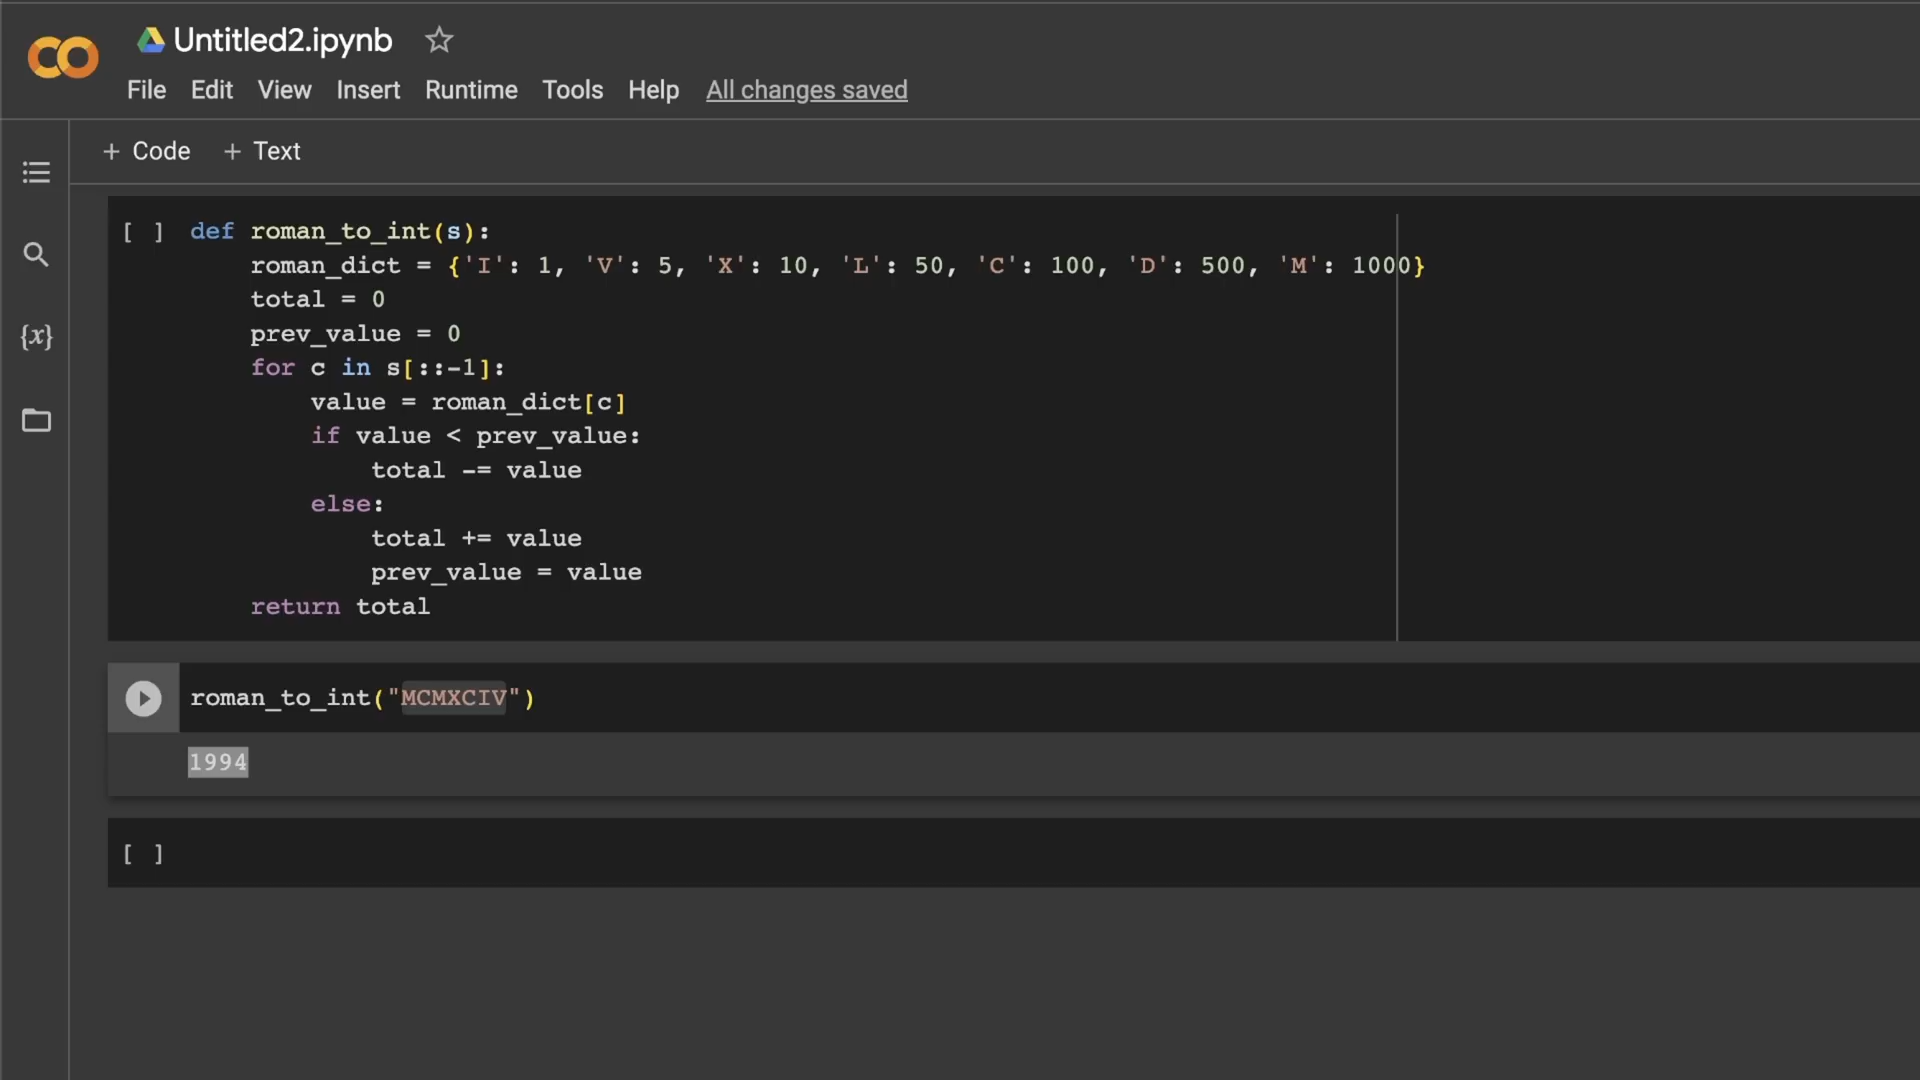 CO
Untitled2.ipynb
File Edit View Insert Runtime Tools Help All changes saved
+ Code + Text
[ ] def roman_to_int(s):
    roman_dict = {'I': 1, 'V': 5, 'X': 10, 'L': 50, 'C': 100, 'D': 500, 'M': 1000}
    total = 0
    prev_value = 0
    for c in s[::-1]:
        value = roman_dict[c]
        if value < prev_value:
            total -= value
        else:
            total += value
            prev_value = value
    return total
{x}
roman_to_int("MCMXCIV")
1994
[ ]